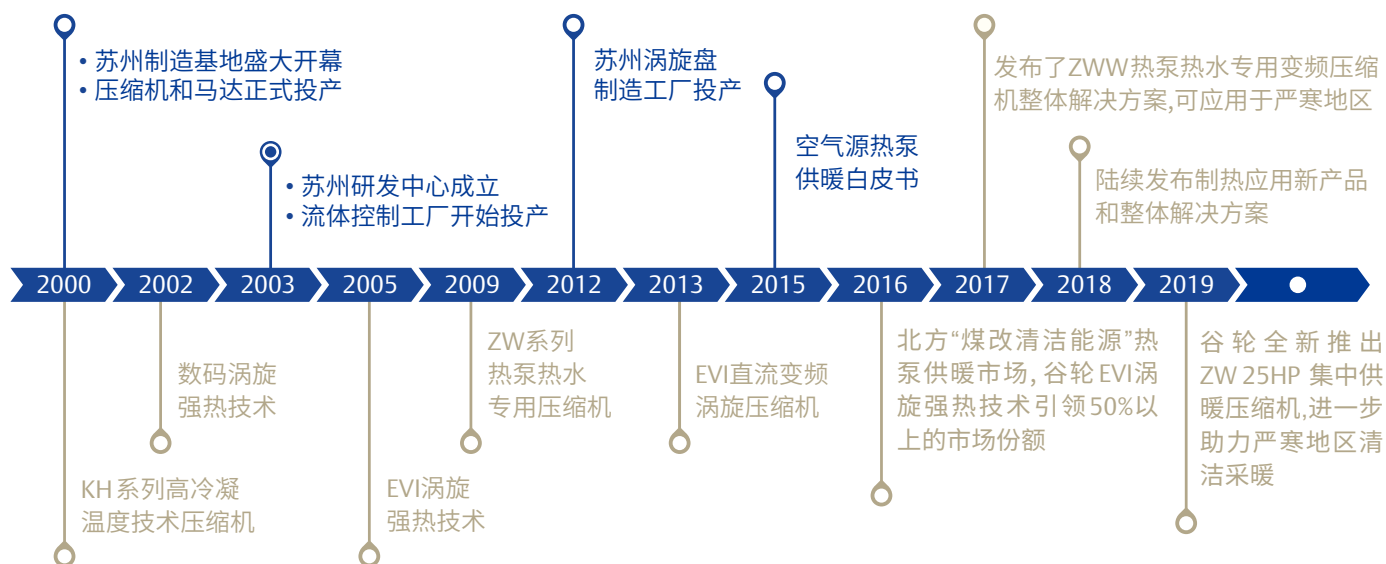 • 苏州制造基地盛大开幕
• 压缩机和马达正式投产
• 苏州研发中心成立
• 流体控制工厂开始投产
苏州涡旋盘
制造工厂投产
空气源热泵
供暖白皮书
发布了ZWW热泵热水专用变频压缩
机整体解决方案,可应用于严寒地区
陆续发布制热应用新产品
和整体解决方案
2000 2002 2003 2005 2009 2012 2013 2015 2016 2017 2018 2019
KH系列高冷凝
温度技术压缩机
数码涡旋
强热技术
EVI涡旋
强热技术
ZW系列
热泵热水
专用压缩机
EVI直流变频
涡旋压缩机
北方“煤改清洁能源”热
泵供暖市场,谷轮EVI涡
旋强热技术引领50%以
上的市场份额
谷轮全新推出
ZW 25HP 集中供
暖压缩机,进一步
助力严寒地区清
洁采暖